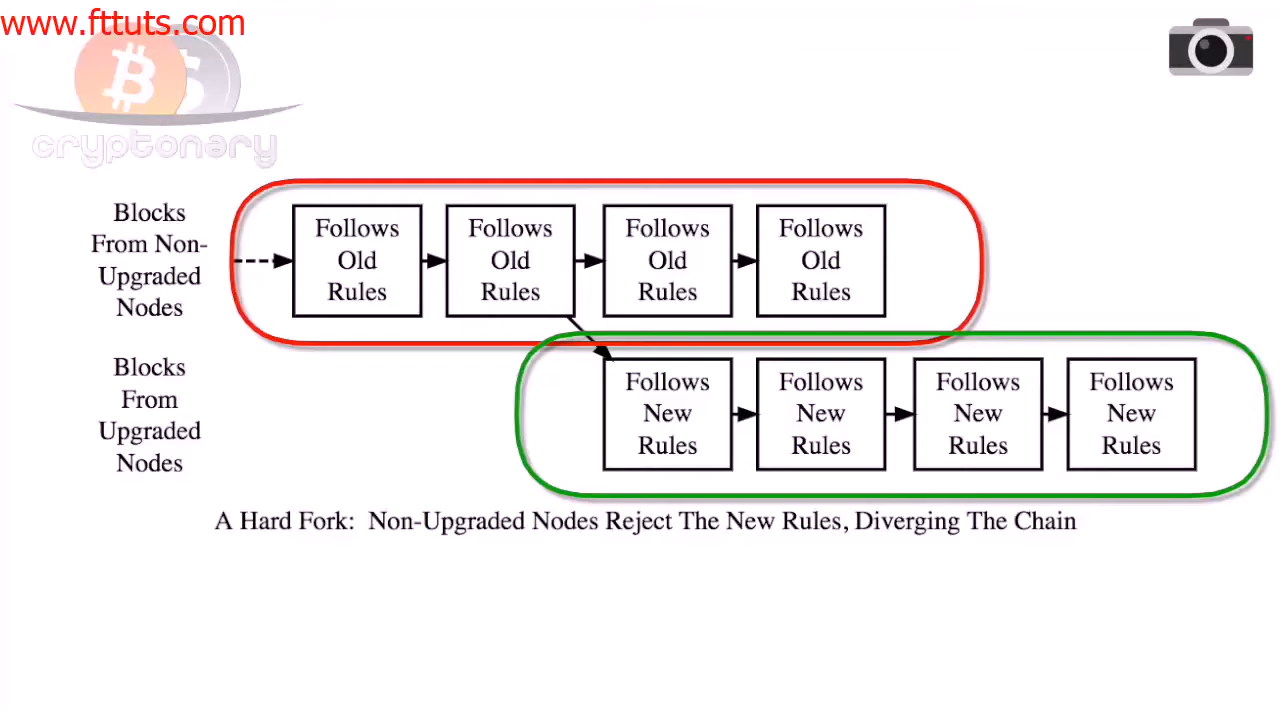 www.fttuts.com
cryptonary
Blocks
From Non-
Upgraded
Nodes
Follows
Old
Rules
Follows
Old
Rules
Follows
Old
Rules
Follows
Old
Rules
Blocks
From
Upgraded
Nodes
Follows
New
Rules
Follows
New
Rules
Follows
New
Rules
Follows
New
Rules
A Hard Fork: Non-Upgraded Nodes Reject The New Rules, Diverging The Chain